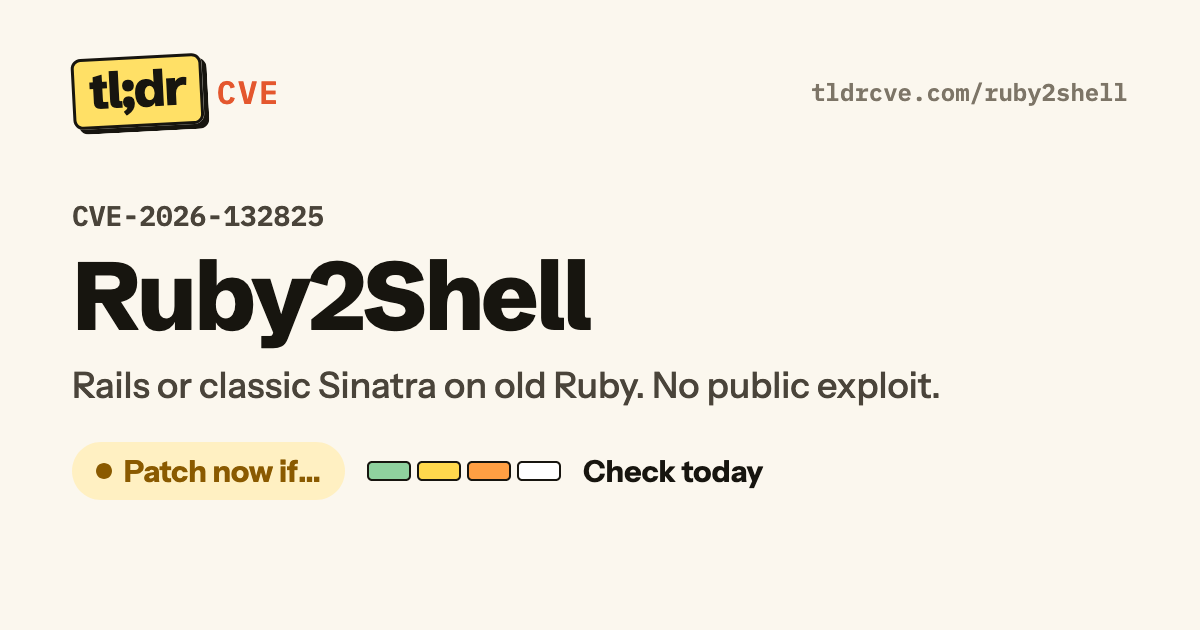 tl;dr CVE
tldrcve.com/ruby2shell
CVE-2026-132825
Ruby2Shell
Rails or classic Sinatra on old Ruby. No public exploit.
Patch now if...
Check today